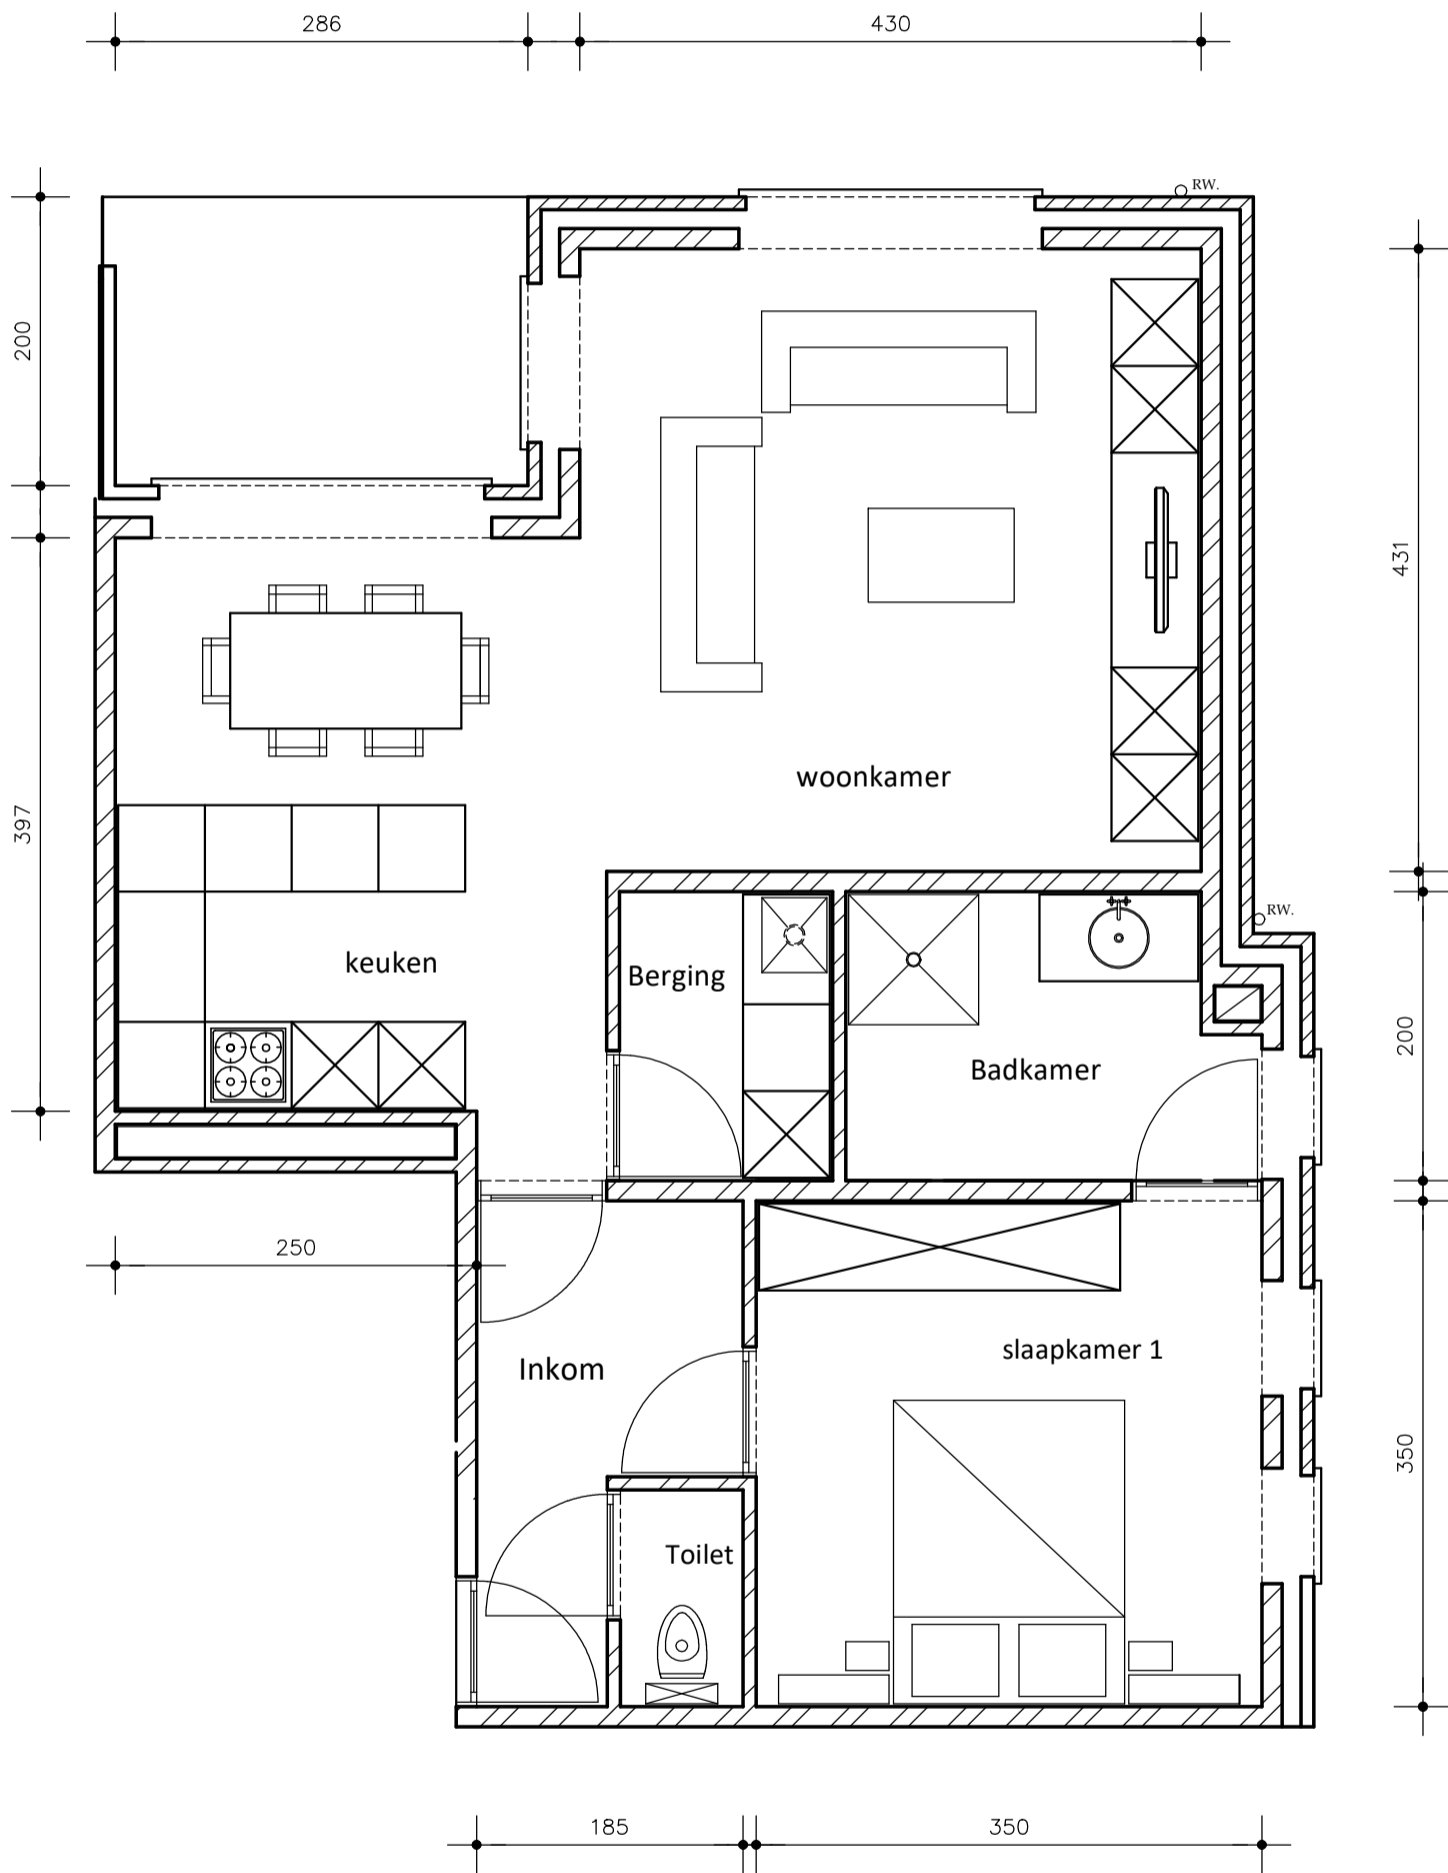 286
430
RW.
200
431
woonkamer
397
RW.
keuken
Berging
200
Badkamer
250
slaapkamer 1
Inkom
350
Toilet
185
350